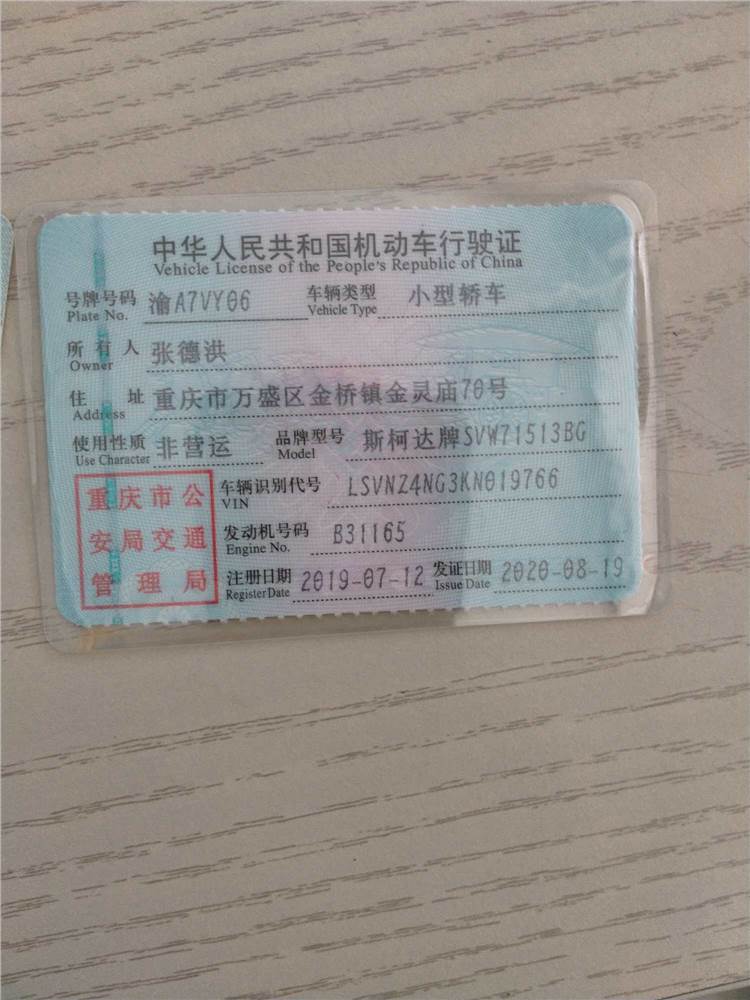 中华人民共和国机动车行驶证
Vehicle License of the People's Republic of China
号牌号码 渝A7VY06 车辆类型 小型轿车
Plate No. Vehicle Type
所有人 张德洪
Owner
住址 重庆市万盛区金桥镇金灵庙70号
Address
使用性质 非营运 品牌型号 斯柯达牌SVW71513BG
Use Character Model
重庆市公 车辆识别代号 LSVNZ4NG3KN019766
VIN
安局交通 发动机号码 B31165
Engine No.
管理局 注册日期 2019-07-12 发证日期 2020-08-19
Register Date Issue Date